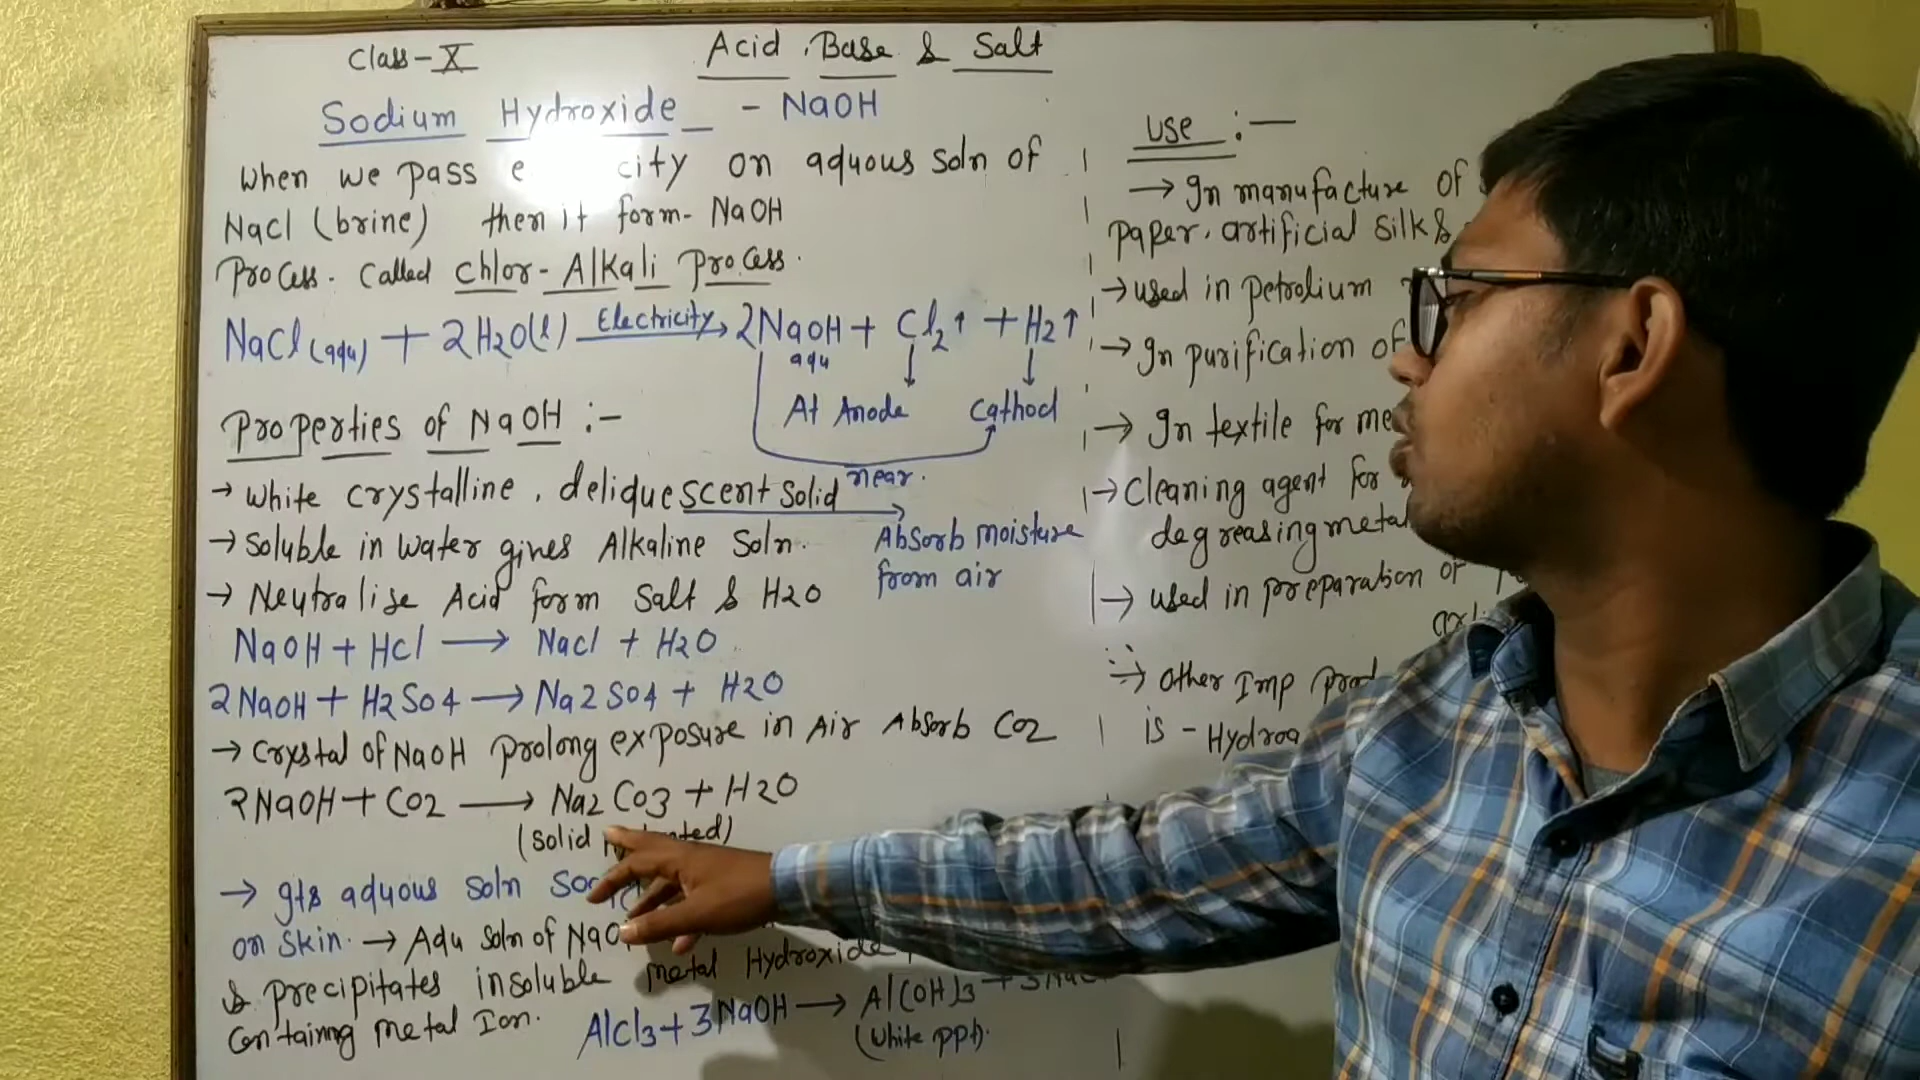 Class-X
Acid, Base & Salt
Sodium Hydroxide - NaOH
When we pass city on aquous Soln of
Nacl (brine) then it form- NaOH
Process. Called Chlor-Alkali Process.
NaCl(aqu) + 2H2O(l) Electricity→ 2NaOH + Cl2↑ + H2↑
aqu
At Anode Cathod
near.
Properties of NaOH :-
→ White crystalline, deliquescent Solid
Absorb moisture
from air
→ Soluble in water gives Alkaline Soln.
→ Neutralise Acid form Salt & H2O
NaOH + HCl → Nacl + H2O
2NaOH + H2So4 → Na2So4 + H2O
→ Crystal of NaOH prolong exposure in Air Absorb Co2
2NaOH + Co2 → Na2Co3 + H2O
(Solid
→ Its aquous Soln
on Skin. → Aqu Soln of
& precipitates insoluble metal Hydroxide
Containing metal Ion.
AlCl3 + 3NaOH → Al(OH)3 +
(White ppt).
use :—
→ In manufacture of
paper, artificial Silk &
→ used in petrolium
→ In purification of
→ In textile for
→ Cleaning agent for
degreasing metal
→ used in preparation of
→ Other Imp
is -